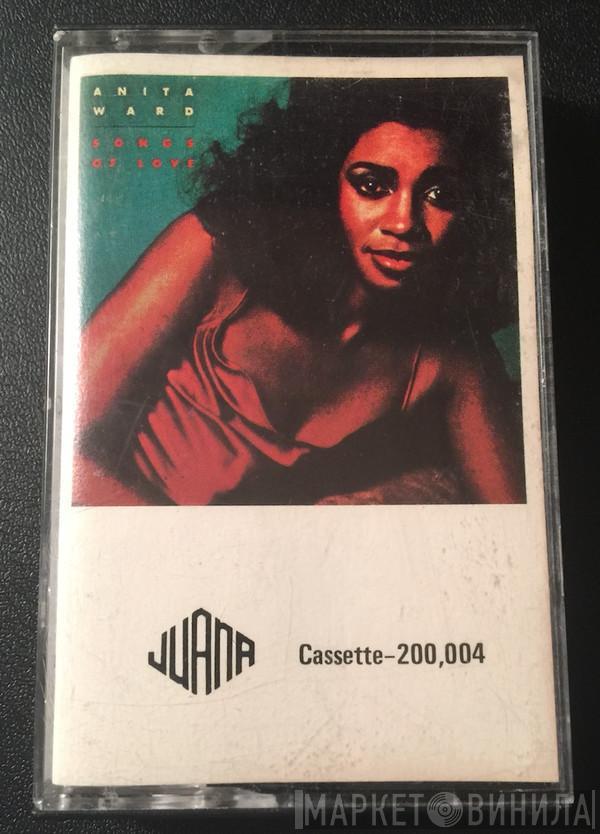 ANITA
WARD
SONGS
OF LOVE
JUANA
Cassette-200,004
МАРКЕТ ВИНИЛА